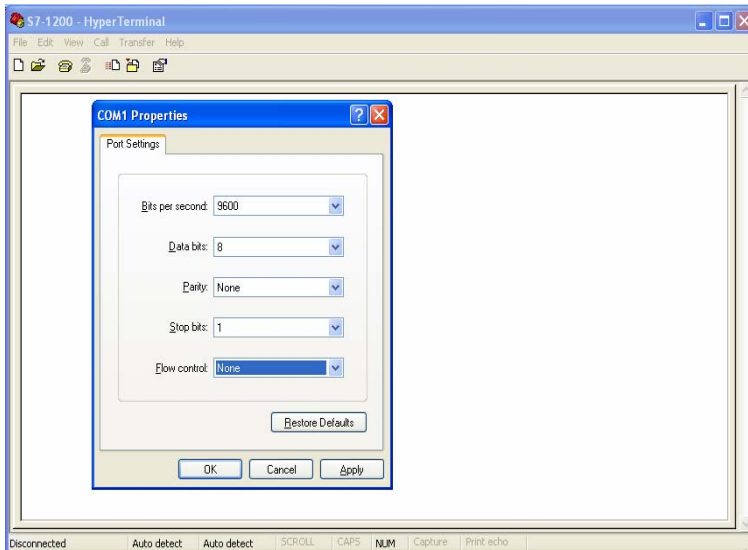 S7-1200 - HyperTerminal
File Edit View Call Transfer Help
COM1 Properties
Port Settings
Bits per second: 9600
Data bits: 8
Parity: None
Stop bits: 1
Flow control: None
Restore Defaults
OK Cancel Apply
Disconnected Auto detect Auto detect SCROLL CAPS NUM Capture Print echo